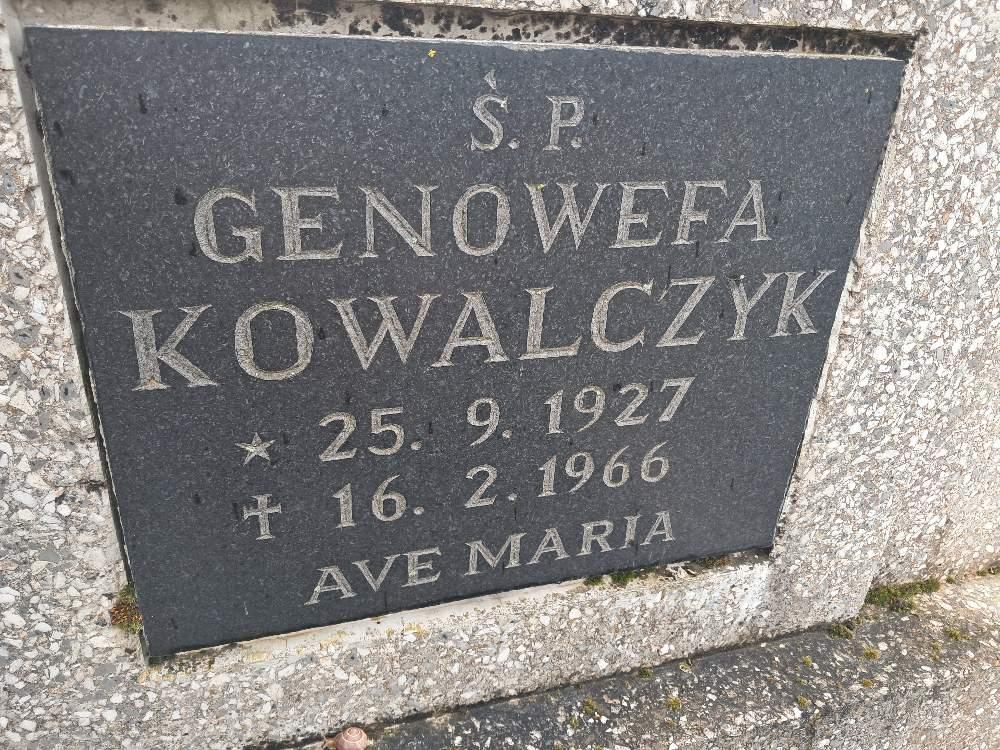 Ś. P.
GENOWEFA
KOWALCZYK
★ 25. 9. 1927
✝ 16. 2. 1966
AVE MARIA